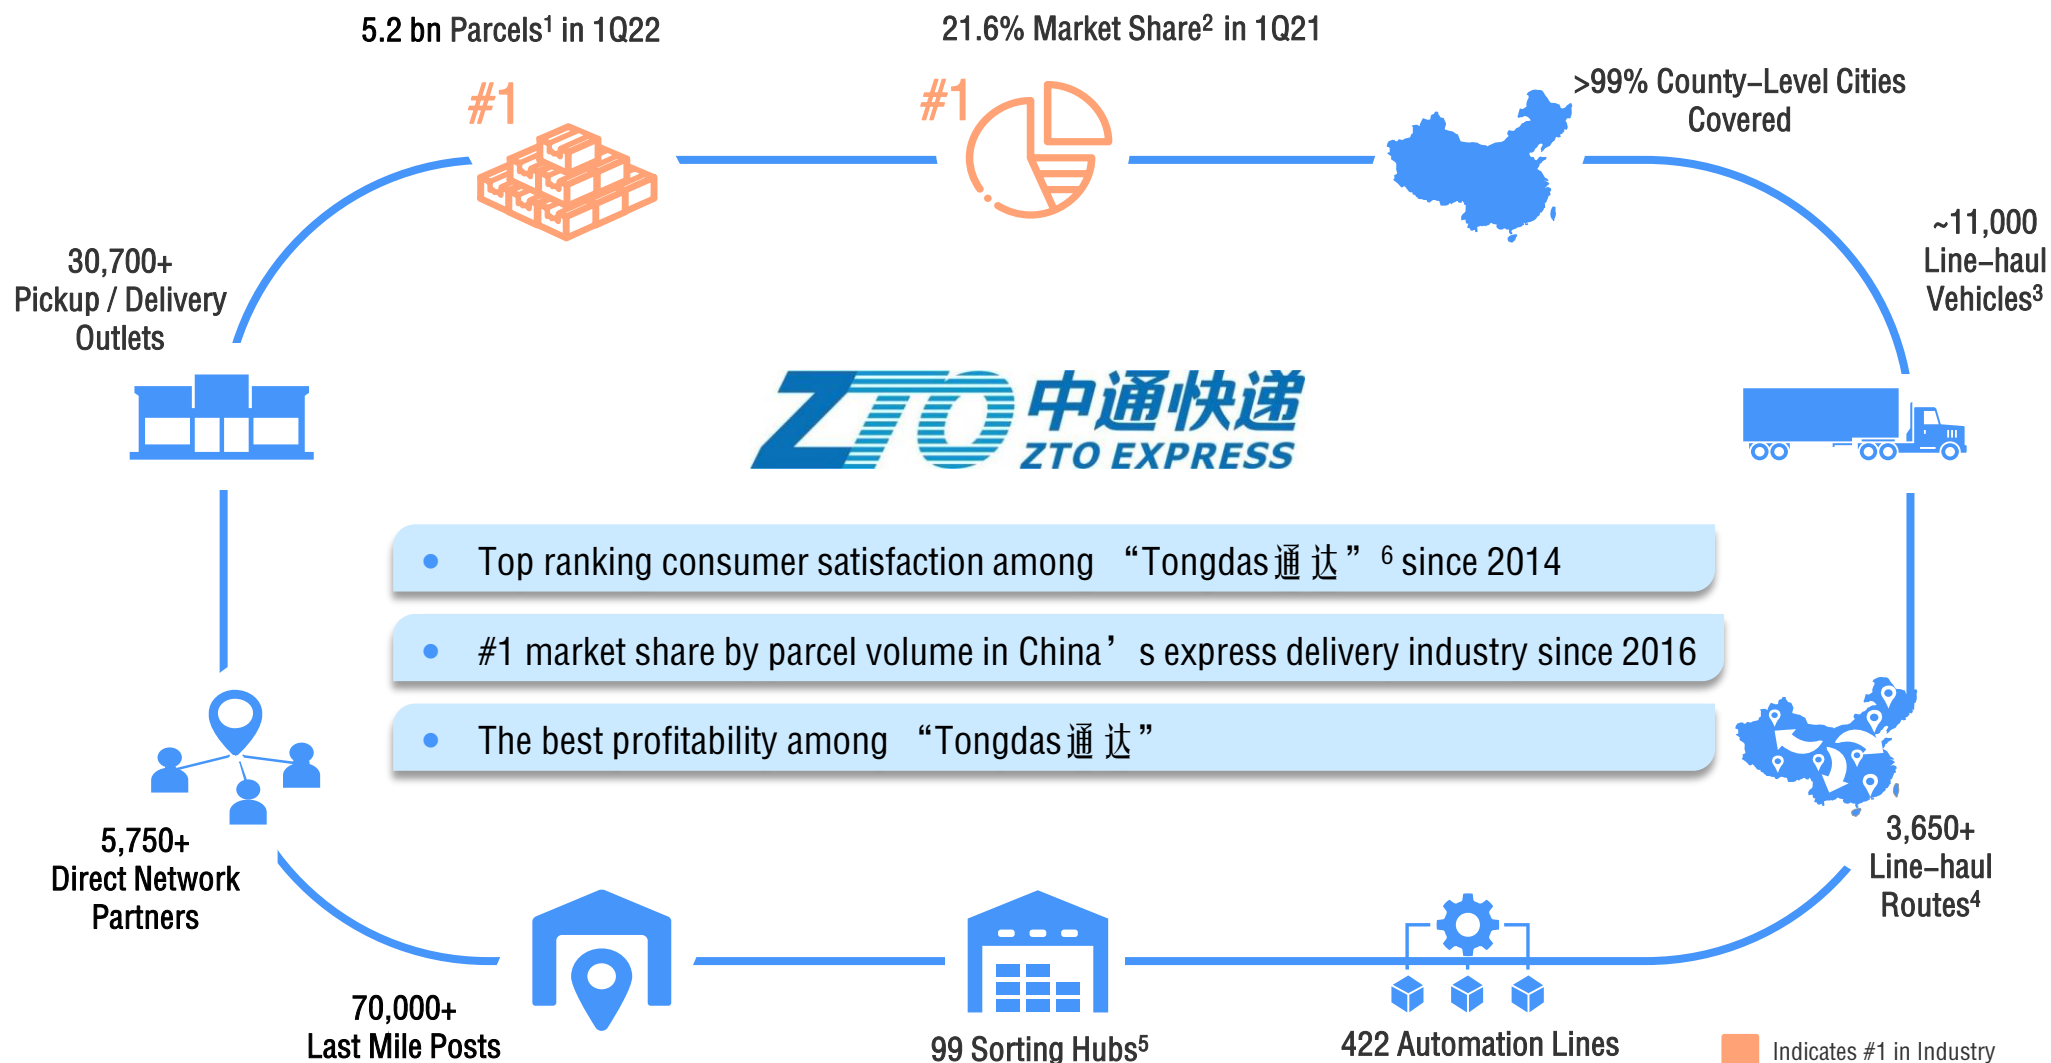 5.2 bn Parcels¹ in 1Q22
21.6% Market Share² in 1Q21
#1
#1
>99% County–Level Cities
Covered
~11,000
Line–haul
Vehicles³
30,700+
Pickup / Delivery
Outlets
ZTO 中通快递
ZTO EXPRESS
• Top ranking consumer satisfaction among “Tongdas通达”⁶ since 2014
• #1 market share by parcel volume in China’s express delivery industry since 2016
• The best profitability among “Tongdas通达”
5,750+
Direct Network
Partners
3,650+
Line–haul
Routes⁴
70,000+
Last Mile Posts
99 Sorting Hubs⁵
422 Automation Lines
Indicates #1 in Industry